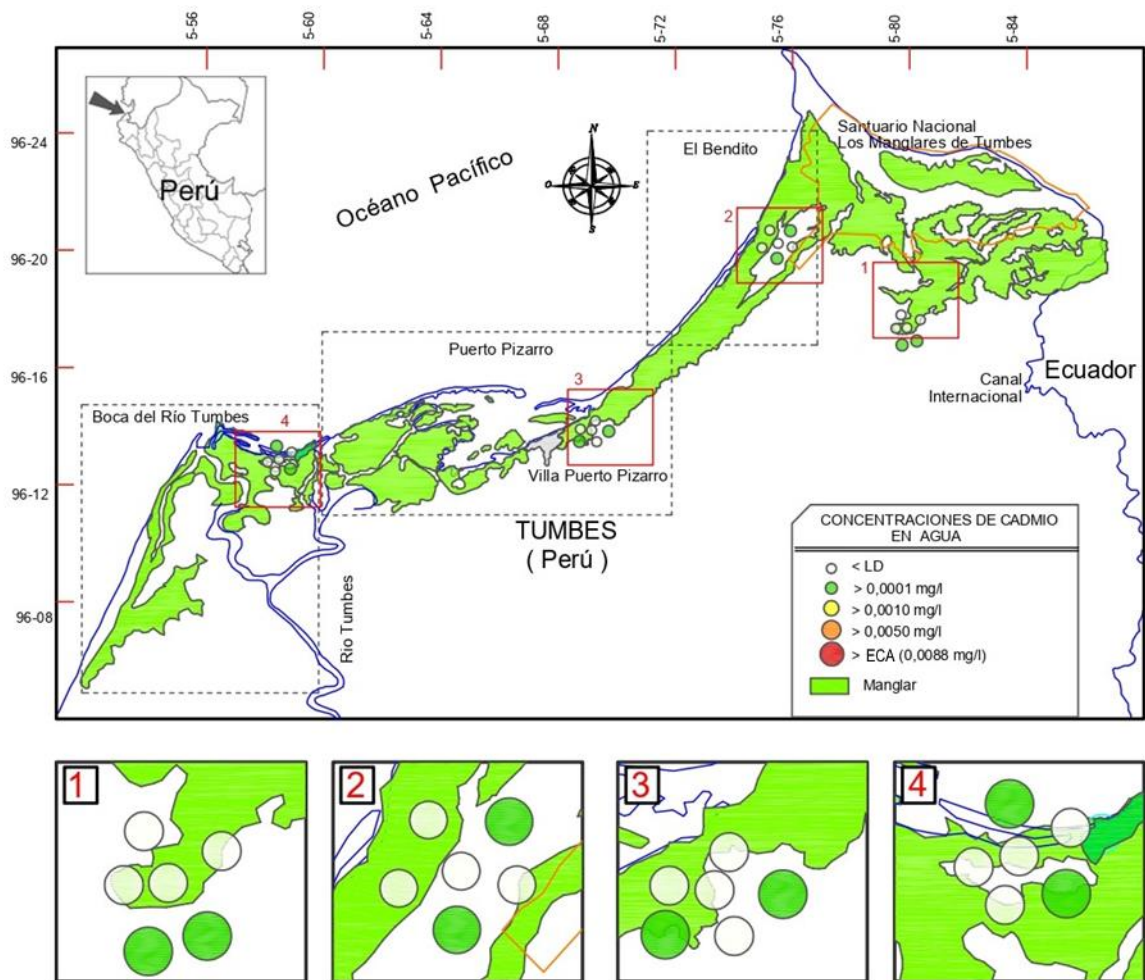 5-56
5-60
5-64
5-68
5-72
5-76
5-80
5-84
96-24
96-20
96-16
96-12
96-08
Perú
Océano Pacífico
N
O
E
S
El Bendito
Santuario Nacional
Los Manglares de Tumbes
2
1
Puerto Pizarro
3
Ecuador
Canal
Internacional
Boca del Río Tumbes
4
Villa Puerto Pizarro
TUMBES
( Perú )
Rio Tumbes
CONCENTRACIONES DE CADMIO
EN AGUA
< LD
> 0,0001 mg/l
> 0,0010 mg/l
> 0,0050 mg/l
> ECA (0,0088 mg/l)
Manglar
1
2
3
4